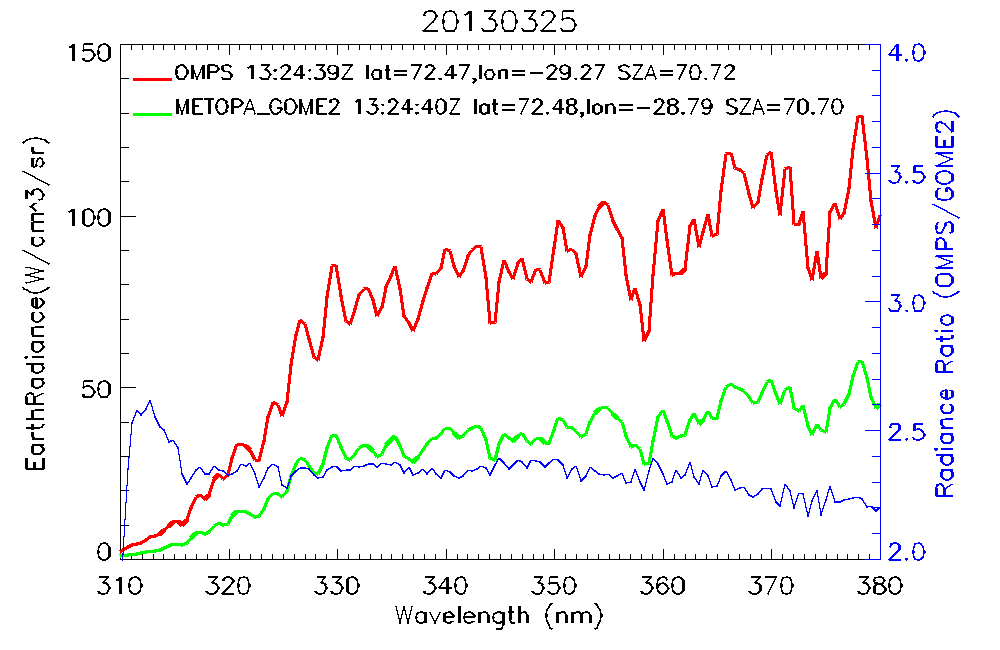 20130325
OMPS 13:24:39Z lat=72.47,lon=-29.27 SZA=70.72
METOPA_GOME2 13:24:40Z lat=72.48,lon=-28.79 SZA=70.70
EarthRadiance(W/cm^3/sr)
150
100
50
0
4.0
3.5
3.0
2.5
2.0
Radiance Ratio (OMPS/GOME2)
310 320 330 340 350 360 370 380
Wavelength (nm)